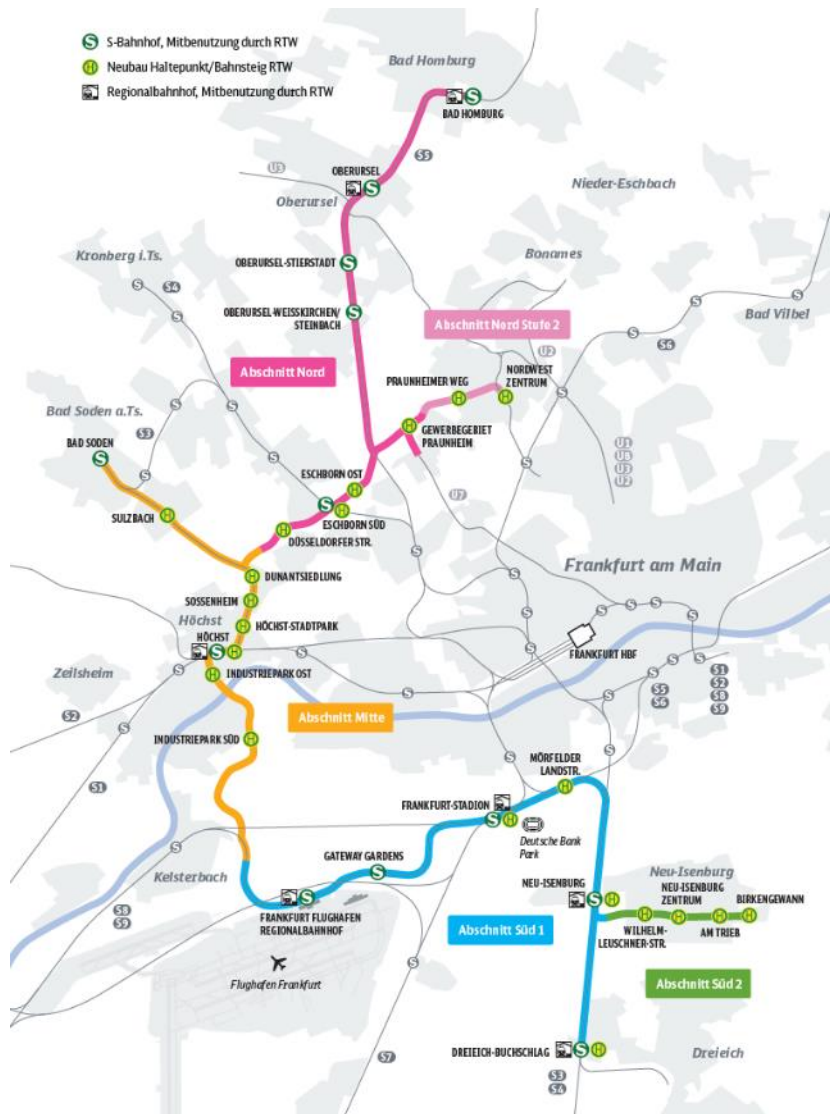 S-Bahnhof, Mitbenutzung durch RTW
Neubau Haltepunkt/Bahnsteig RTW
Regionalbahnhof, Mitbenutzung durch RTW
Bad Homburg
S
BAD HOMBURG
S5
U3
OBERURSEL
S
Oberursel
Nieder-Eschbach
Kronberg i.Ts.
S4
OBERURSEL-STIERSTADT
S
Bonames
OBERURSEL-WEISSKIRCHEN/
STEINBACH
S
Abschnitt Nord Stufe 2
Bad Vilbel
S6
U2
Abschnitt Nord
PRAUNHEIMER WEG
H
NORDWEST
ZENTRUM
H
Bad Soden a.Ts.
S3
BAD SODEN
S
GEWERBEGEBIET
PRAUNHEIM
H
U1
U8
U3
U2
ESCHBORN OST
H
U7
SULZBACH
H
ESCHBORN SÜD
S
H
DÜSSELDORFER STR.
H
Frankfurt am Main
DUNANTSIEDLUNG
H
SOSSENHEIM
H
Höchst
HÖCHST-STADTPARK
H
HÖCHST
S
H
FRANKFURT HBF
Zeilsheim
INDUSTRIEPARK OST
H
S1
S2
S8
S9
S5
S6
S2
Abschnitt Mitte
INDUSTRIEPARK SÜD
H
MÖRFELDER
LANDSTR.
H
S1
FRANKFURT-STADION
S
H
Deutsche Bank
Park
Kelsterbach
GATEWAY GARDENS
S
Neu-Isenburg
NEU-ISENBURG
S
H
NEU-ISENBURG
ZENTRUM
BIRKENGEWANN
S8
S9
FRANKFURT FLUGHAFEN
REGIONALBAHNHOF
S
Abschnitt Süd 1
WILHELM-
LEUSCHNER-STR.
AM TRIEB
Flughafen Frankfurt
Abschnitt Süd 2
DREIEICH-BUCHSCHLAG
S
H
Dreieich
S7
S3
S4